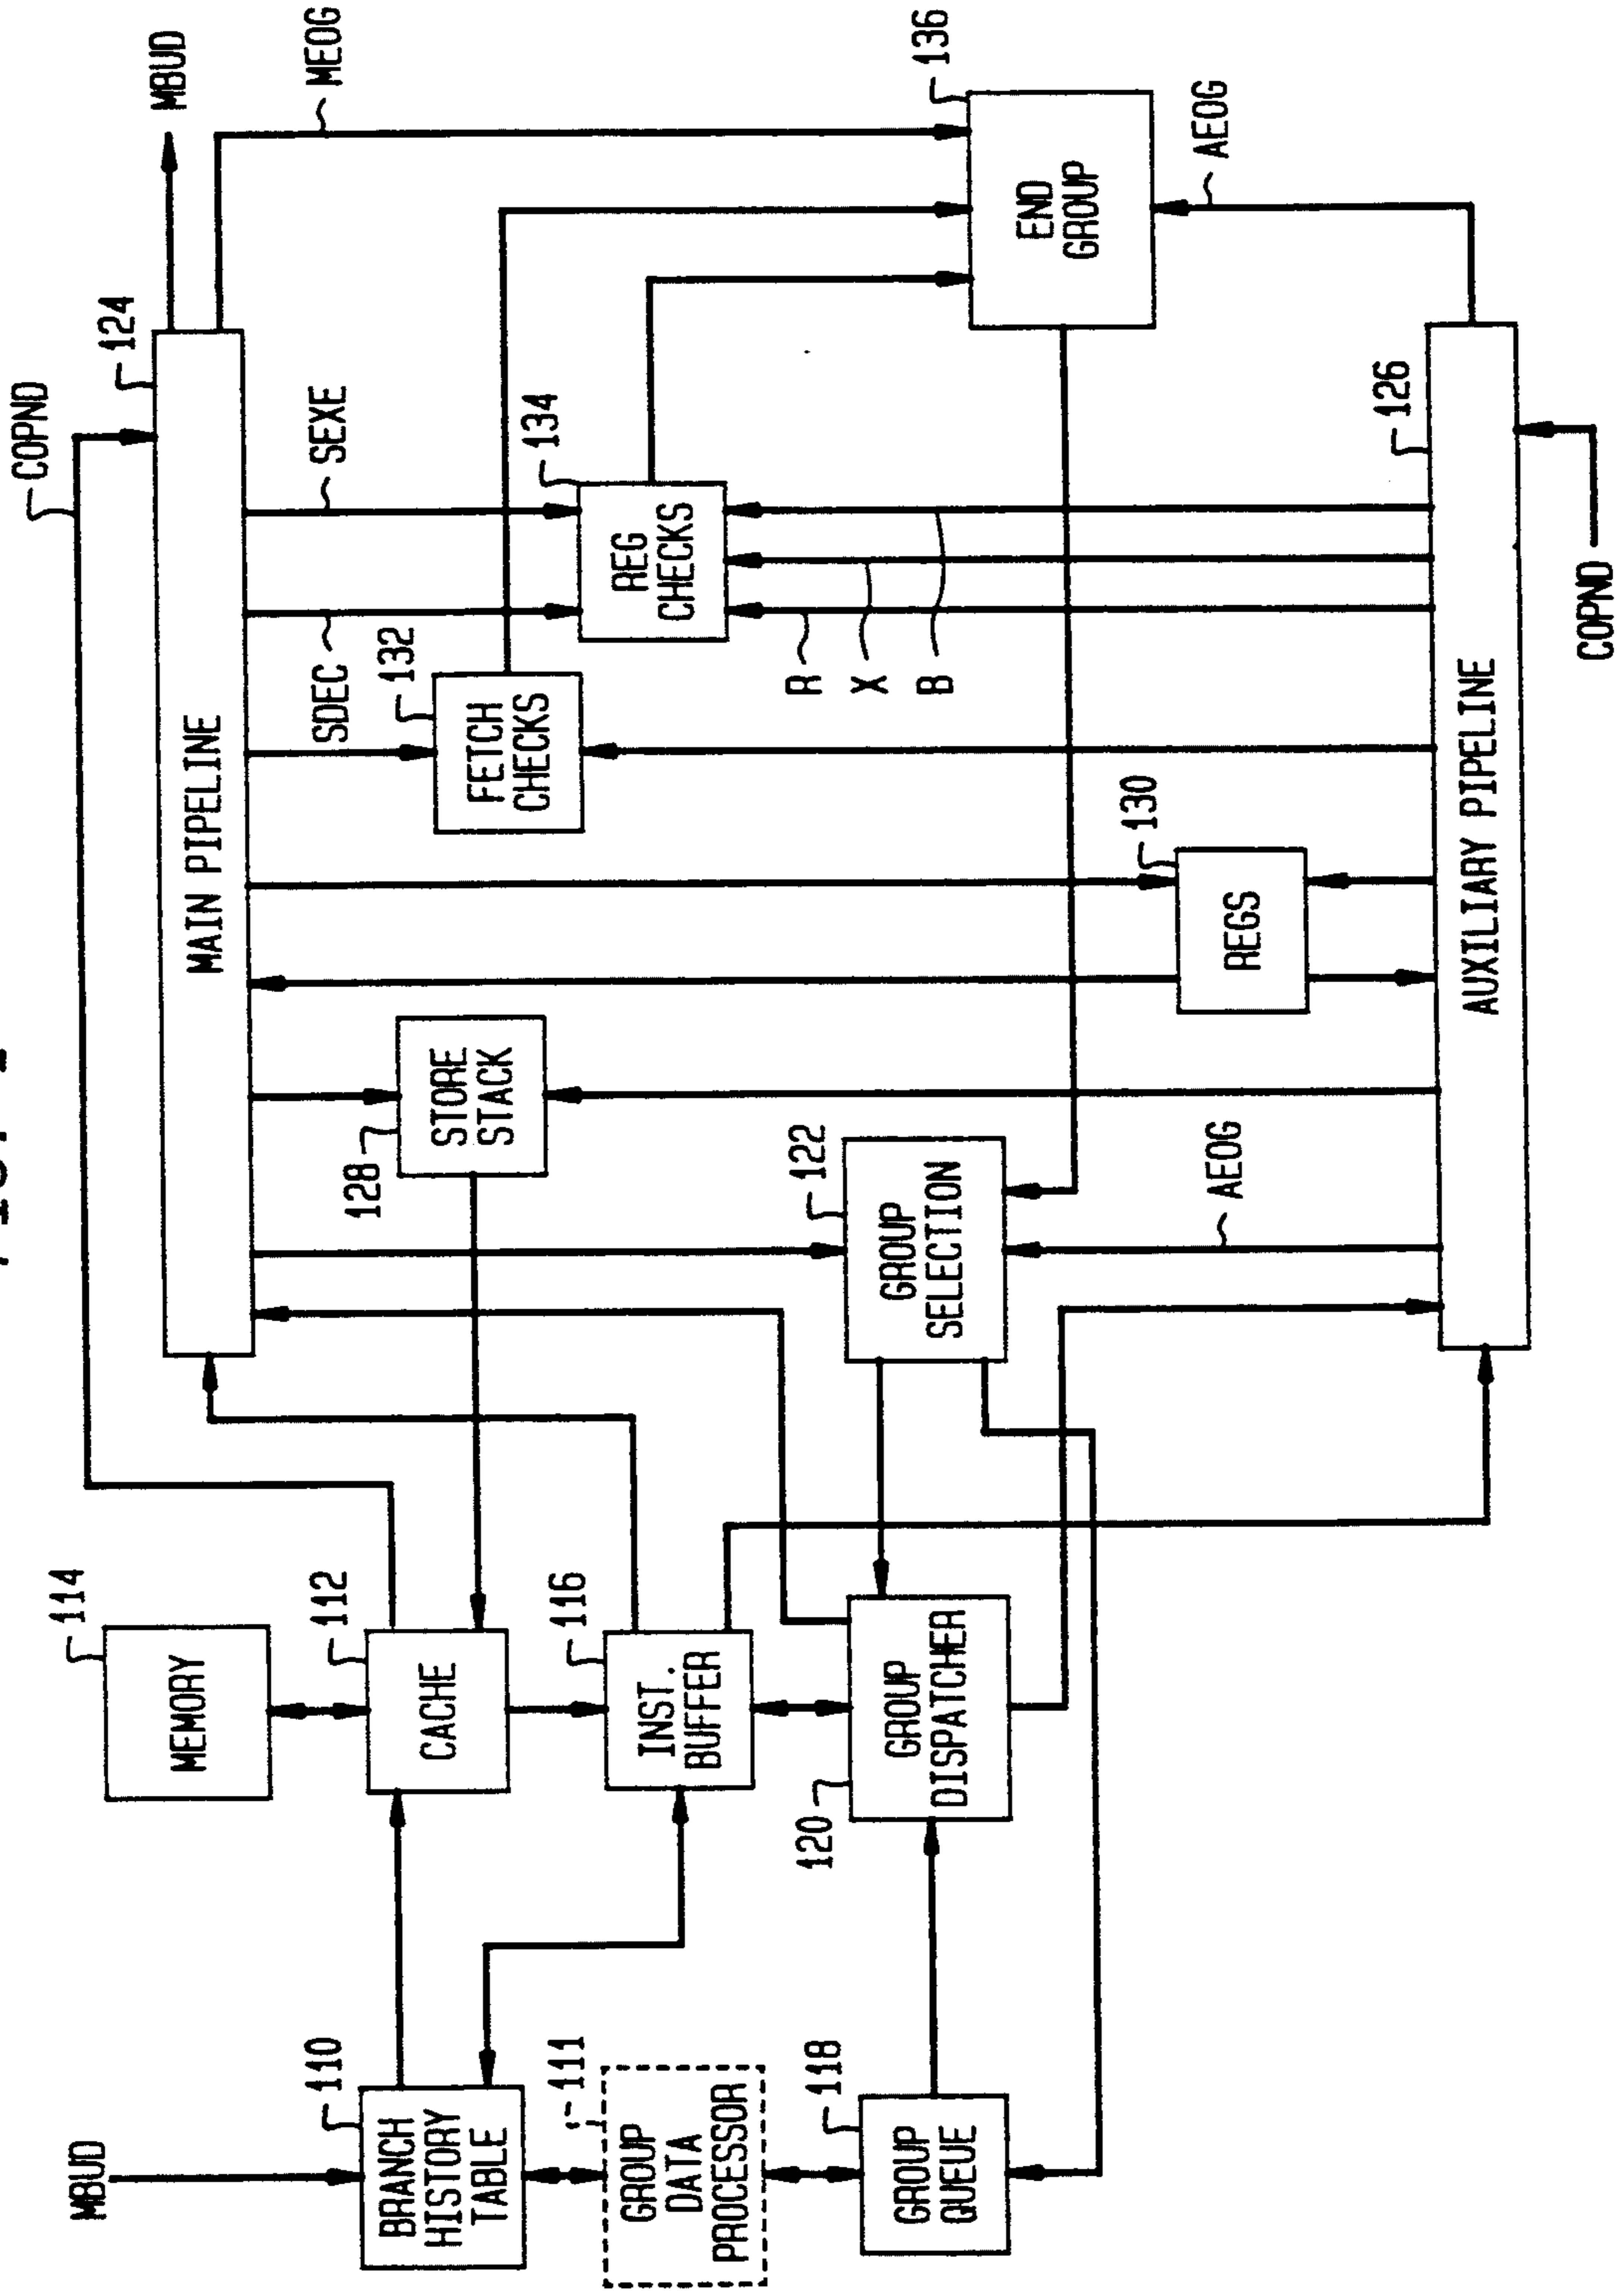 COPND
124
MBUD
MEOG
MAIN PIPELINE
SDEC
SEXE
114
MEMORY
112
CACHE
116
INST.
BUFFER
128
STORE
STACK
132
FETCH
CHECKS
134
REG
CHECKS
R
X
B
136
END
GROUP
AEOG
MBUD
110
BRANCH
HISTORY
TABLE
111
GROUP
DATA
PROCESSOR
118
GROUP
QUEUE
120
GROUP
DISPATCHER
122
GROUP
SELECTION
AEOG
130
REGS
126
AUXILIARY PIPELINE
COPND